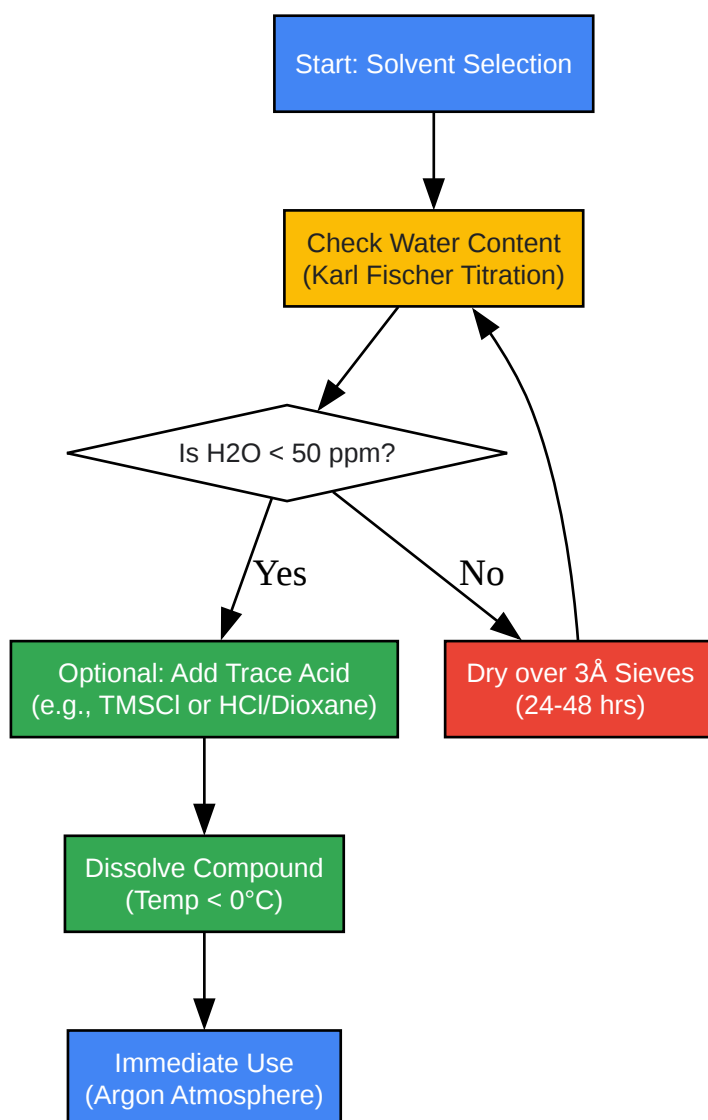 Start: Solvent Selection
Check Water Content
(Karl Fischer Titration)
Is H2O < 50 ppm?
Yes
No
Optional: Add Trace Acid
(e.g., TMSCl or HCl/Dioxane)
Dry over 3Å Sieves
(24-48 hrs)
Dissolve Compound
(Temp < 0°C)
Immediate Use
(Argon Atmosphere)